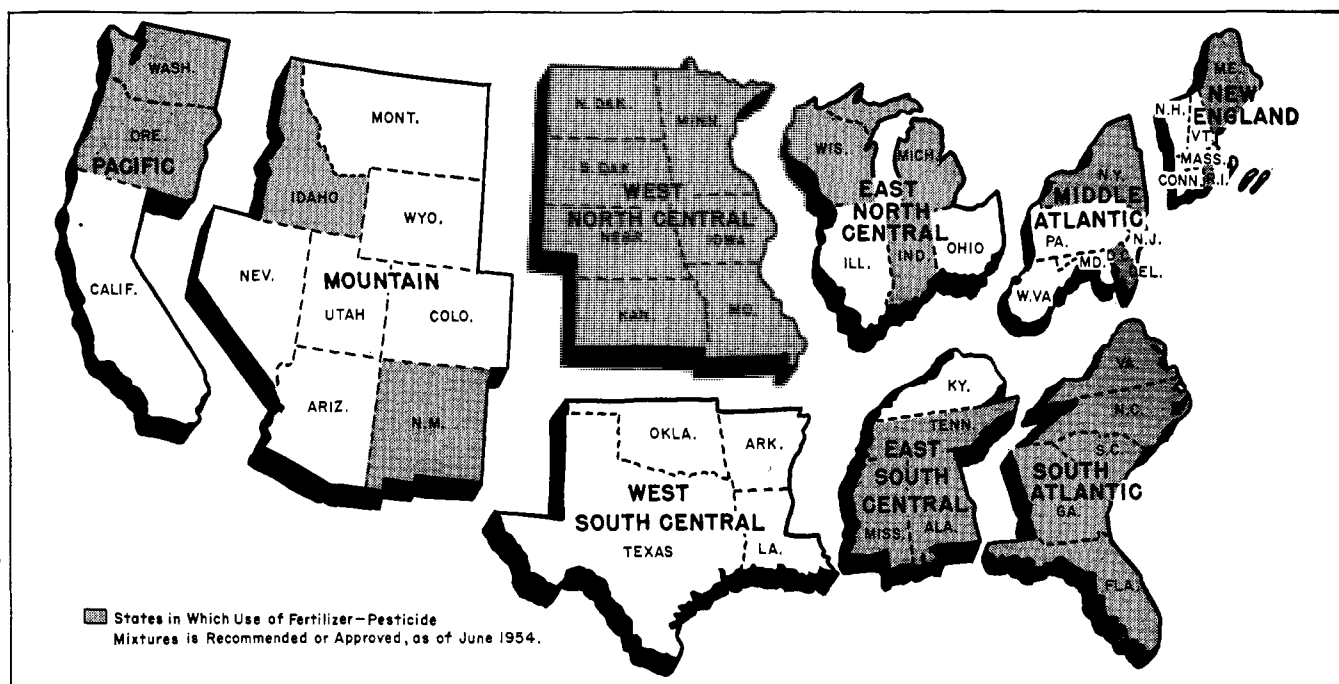 WASH.
ORE.
PACIFIC
CALIF.
MONT.
IDAHO
WYO.
NEV.
MOUNTAIN
UTAH
COLO.
ARIZ.
N.M.
N. DAK.
MINN.
S. DAK.
WEST
NORTH CENTRAL
NEBR.
IOWA
KAN.
MO.
WIS.
MICH.
EAST
NORTH
CENTRAL
ILL.
IND.
OHIO
N.Y.
MIDDLE
ATLANTIC
PA.
N.J.
MD.
D.C.
DEL.
W.VA
ME.
NEW
ENGLAND
N.H.
VT.
MASS.
CONN.
R.I.
OKLA.
ARK.
WEST
SOUTH CENTRAL
TEXAS
LA.
KY.
TENN.
EAST
SOUTH
CENTRAL
MISS.
ALA.
VA.
N.C.
S.C.
SOUTH
ATLANTIC
GA.
FLA.
States in Which Use of Fertilizer–Pesticide
Mixtures is Recommended or Approved, as of June 1954.